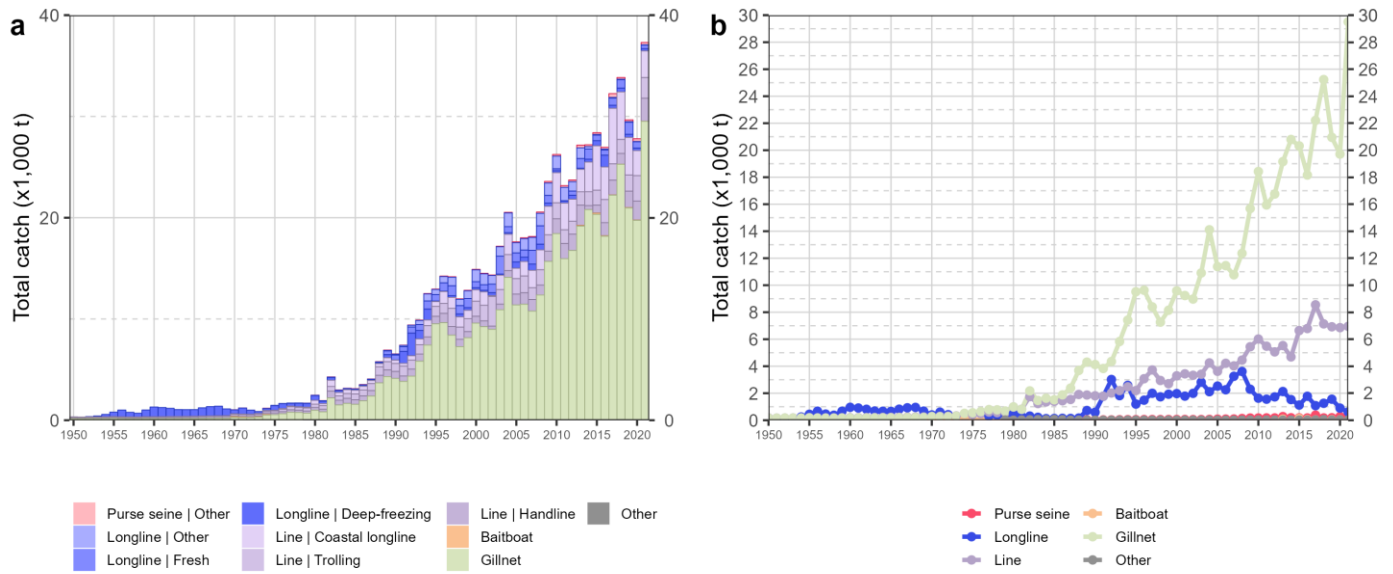 a
Total catch (x1,000 t)
40
20
0
40
20
0
1950 1955 1960 1965 1970 1975 1980 1985 1990 1995 2000 2005 2010 2015 2020
Purse seine | Other
Longline | Deep-freezing
Line | Handline
Other
Longline | Other
Line | Coastal longline
Baitboat
Longline | Fresh
Line | Trolling
Gillnet
b
Total catch (x1,000 t)
30
28
26
24
22
20
18
16
14
12
10
8
6
4
2
0
30
28
26
24
22
20
18
16
14
12
10
8
6
4
2
0
1950 1955 1960 1965 1970 1975 1980 1985 1990 1995 2000 2005 2010 2015 2020
Purse seine
Baitboat
Longline
Gillnet
Line
Other